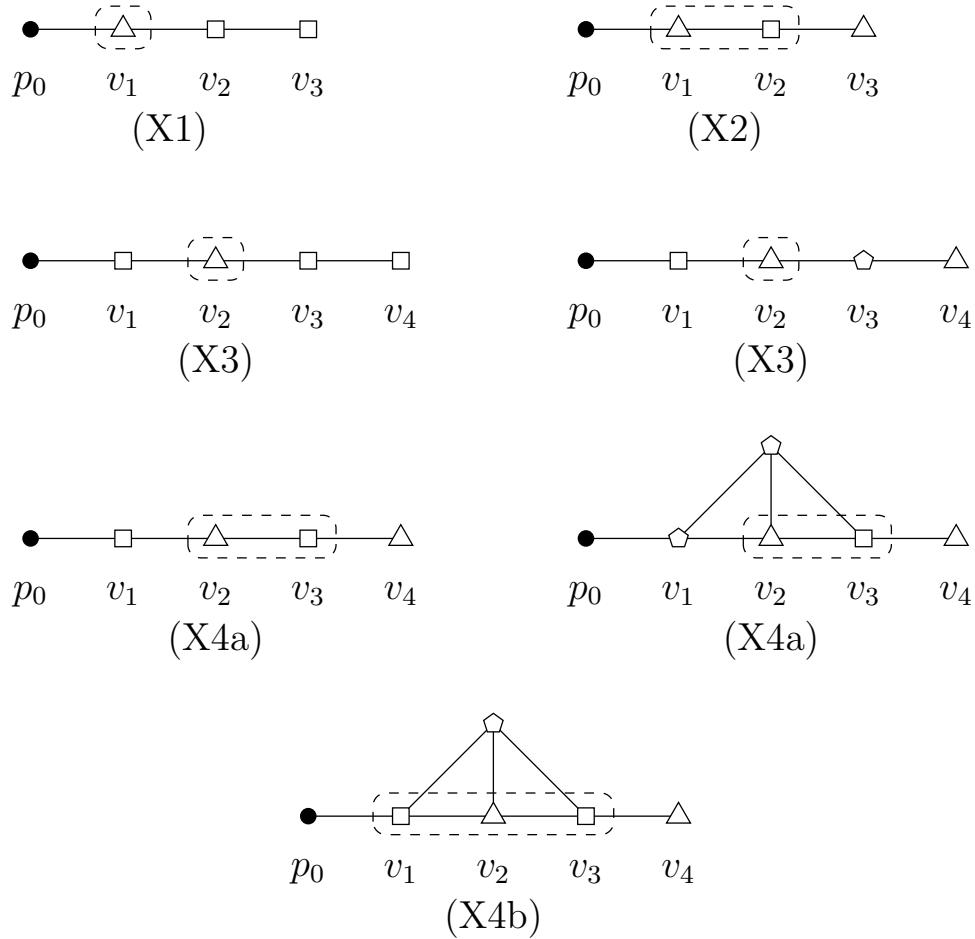 p₀ v₁ v₂ v₃
(X1)
p₀ v₁ v₂ v₃
(X2)
p₀ v₁ v₂ v₃ v₄
(X3)
p₀ v₁ v₂ v₃ v₄
(X3)
p₀ v₁ v₂ v₃ v₄
(X4a)
p₀ v₁ v₂ v₃ v₄
(X4a)
p₀ v₁ v₂ v₃ v₄
(X4b)